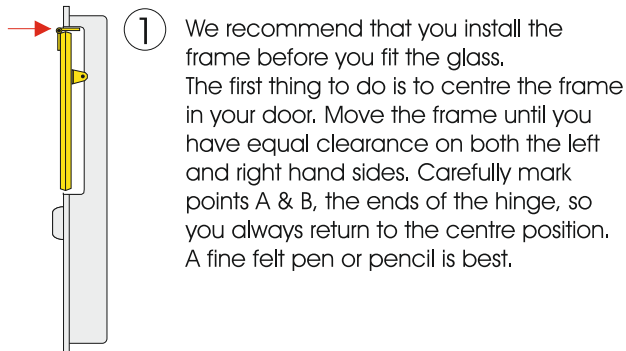 1
We recommend that you install the
frame before you fit the glass.
The first thing to do is to centre the frame
in your door. Move the frame until you
have equal clearance on both the left
and right hand sides. Carefully mark
points A & B, the ends of the hinge, so
you always return to the centre position.
A fine felt pen or pencil is best.